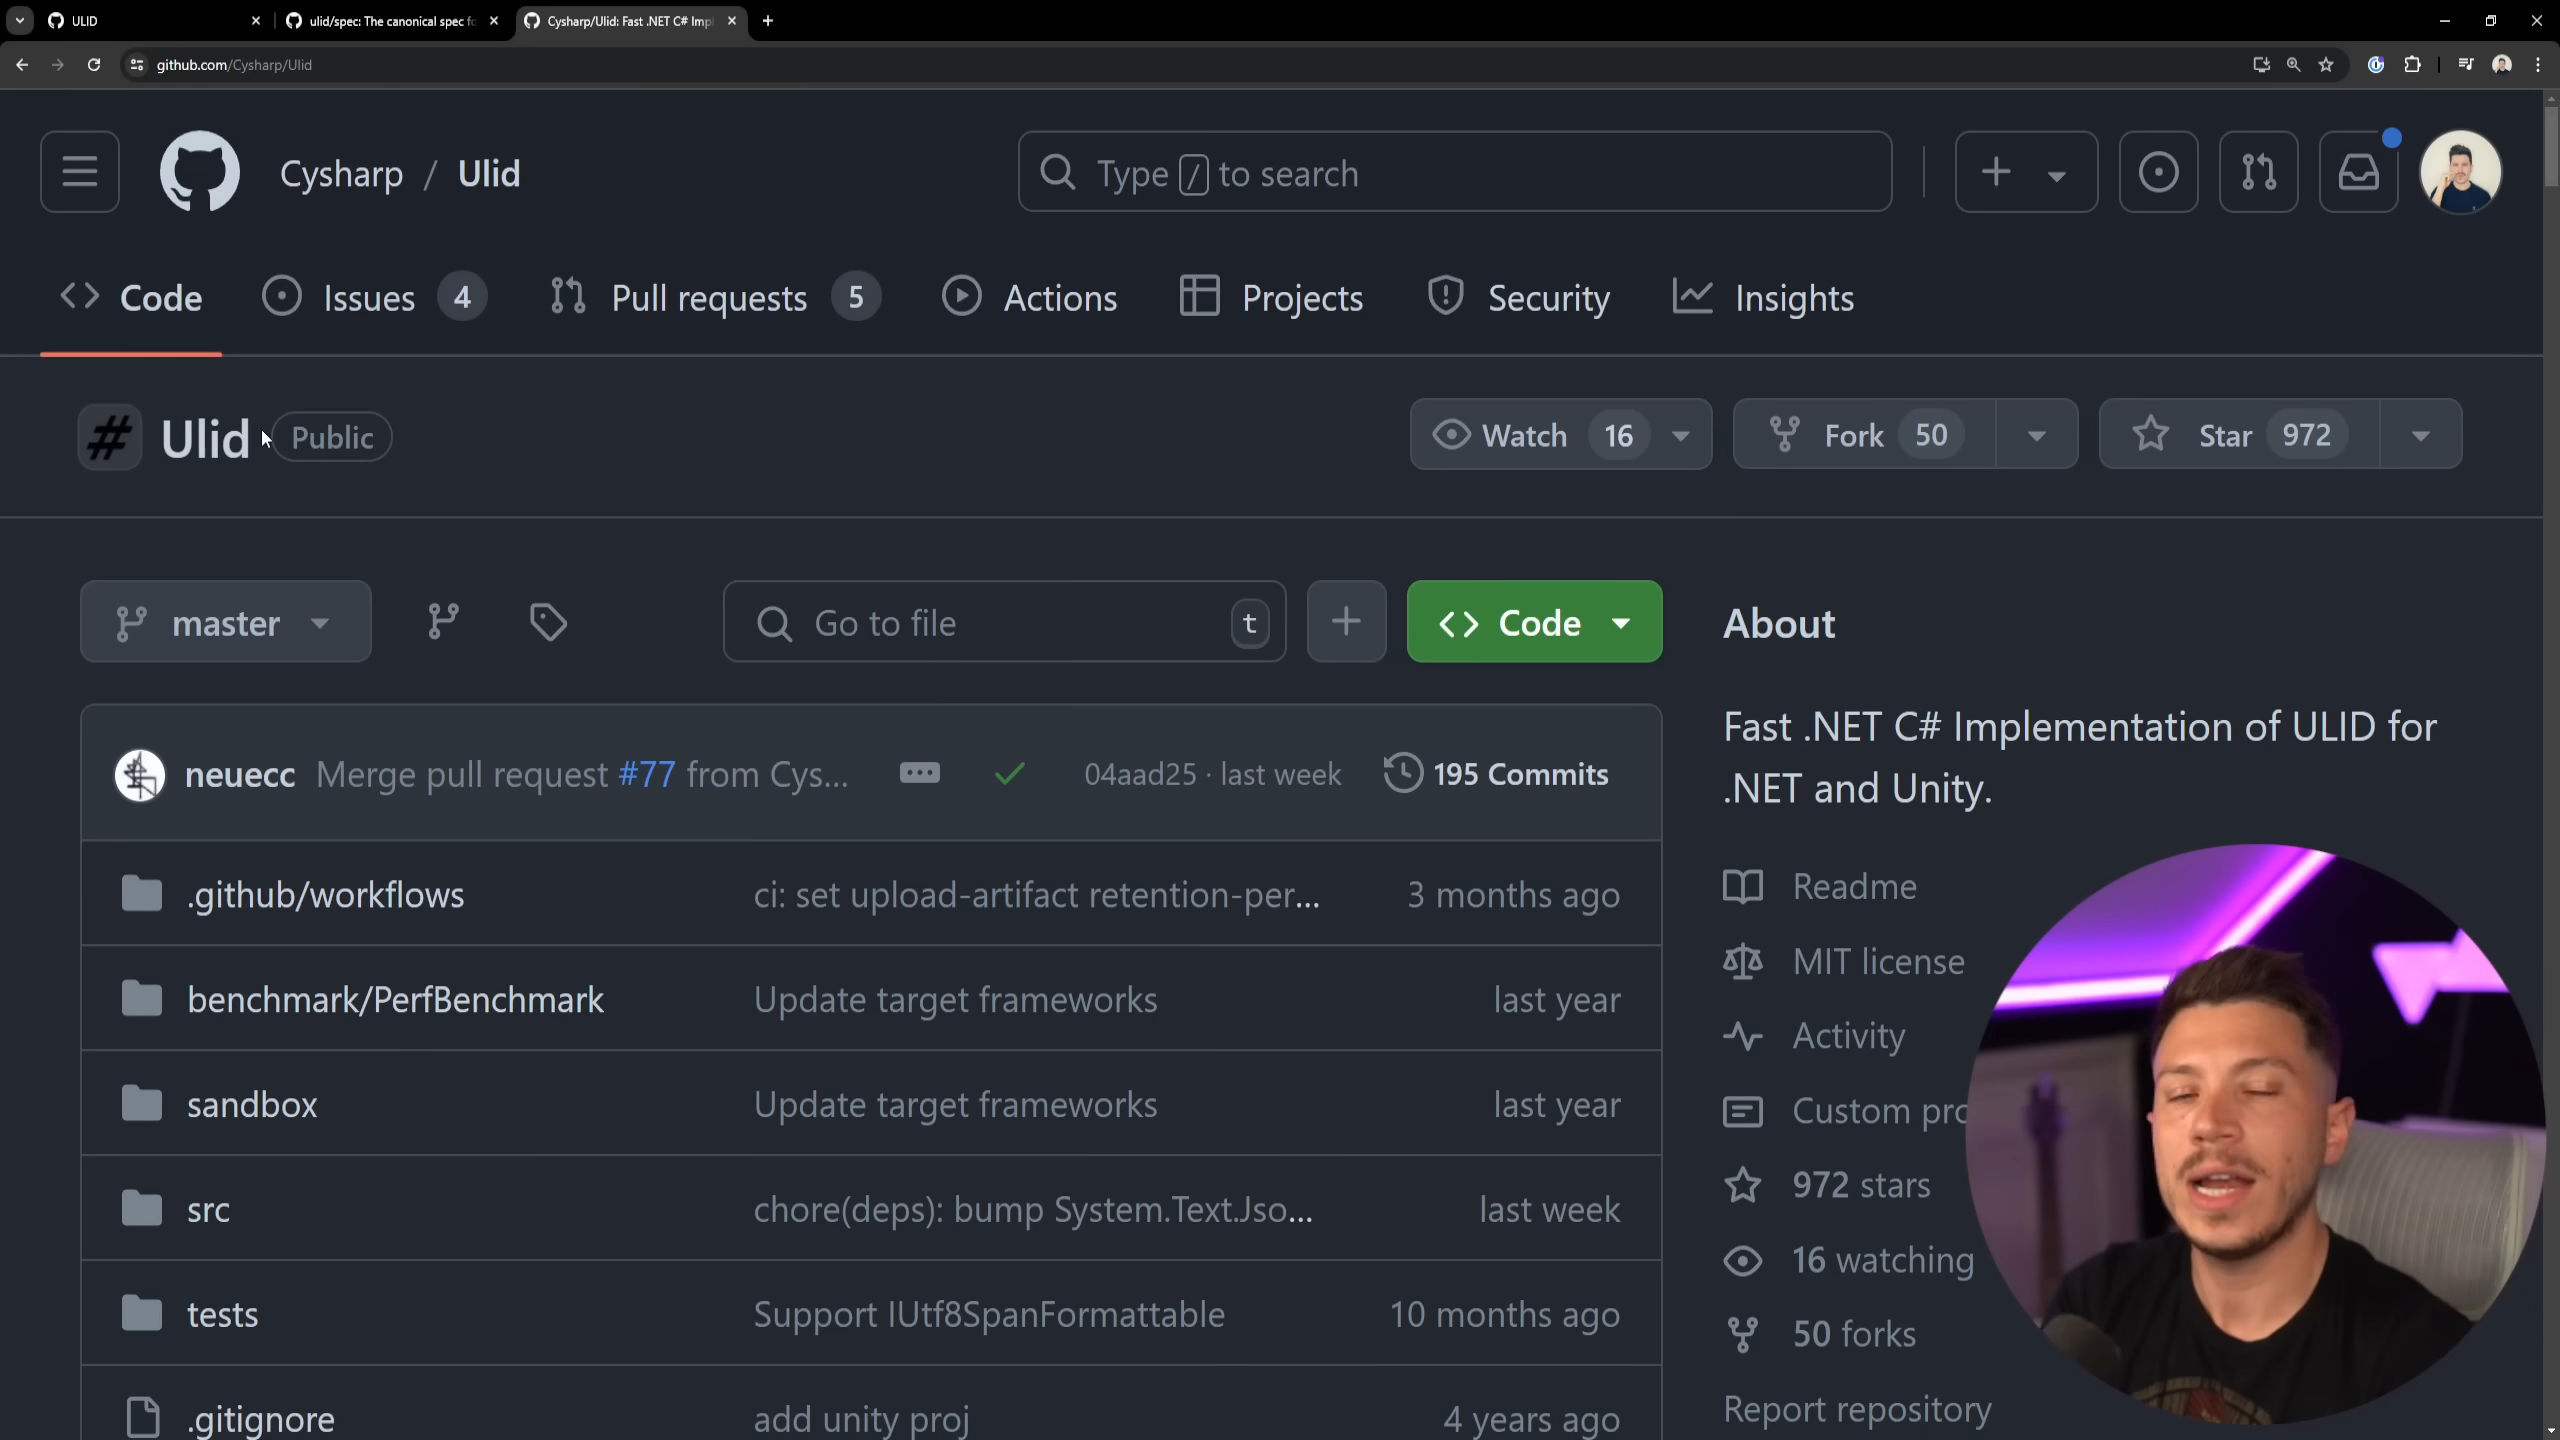 ULID
ulid/spec: The canonical spec fo
Cysharp/Ulid: Fast .NET C# Impl
github.com/Cysharp/Ulid
Cysharp / Ulid
Type / to search
Code
Issues 4
Pull requests 5
Actions
Projects
Security
Insights
# Ulid Public
Watch 16
Fork 50
Star 972
master
Go to file t
Code
About
Fast .NET C# Implementation of ULID for
.NET and Unity.
neuecc Merge pull request #77 from Cys... 04aad25 · last week 195 Commits
.github/workflows ci: set upload-artifact retention-per... 3 months ago
benchmark/PerfBenchmark Update target frameworks last year
sandbox Update target frameworks last year
src chore(deps): bump System.Text.Jso... last week
tests Support IUtf8SpanFormattable 10 months ago
.gitignore add unity proj 4 years ago
Readme
MIT license
Activity
Custom pro
972 stars
16 watching
50 forks
Report repository